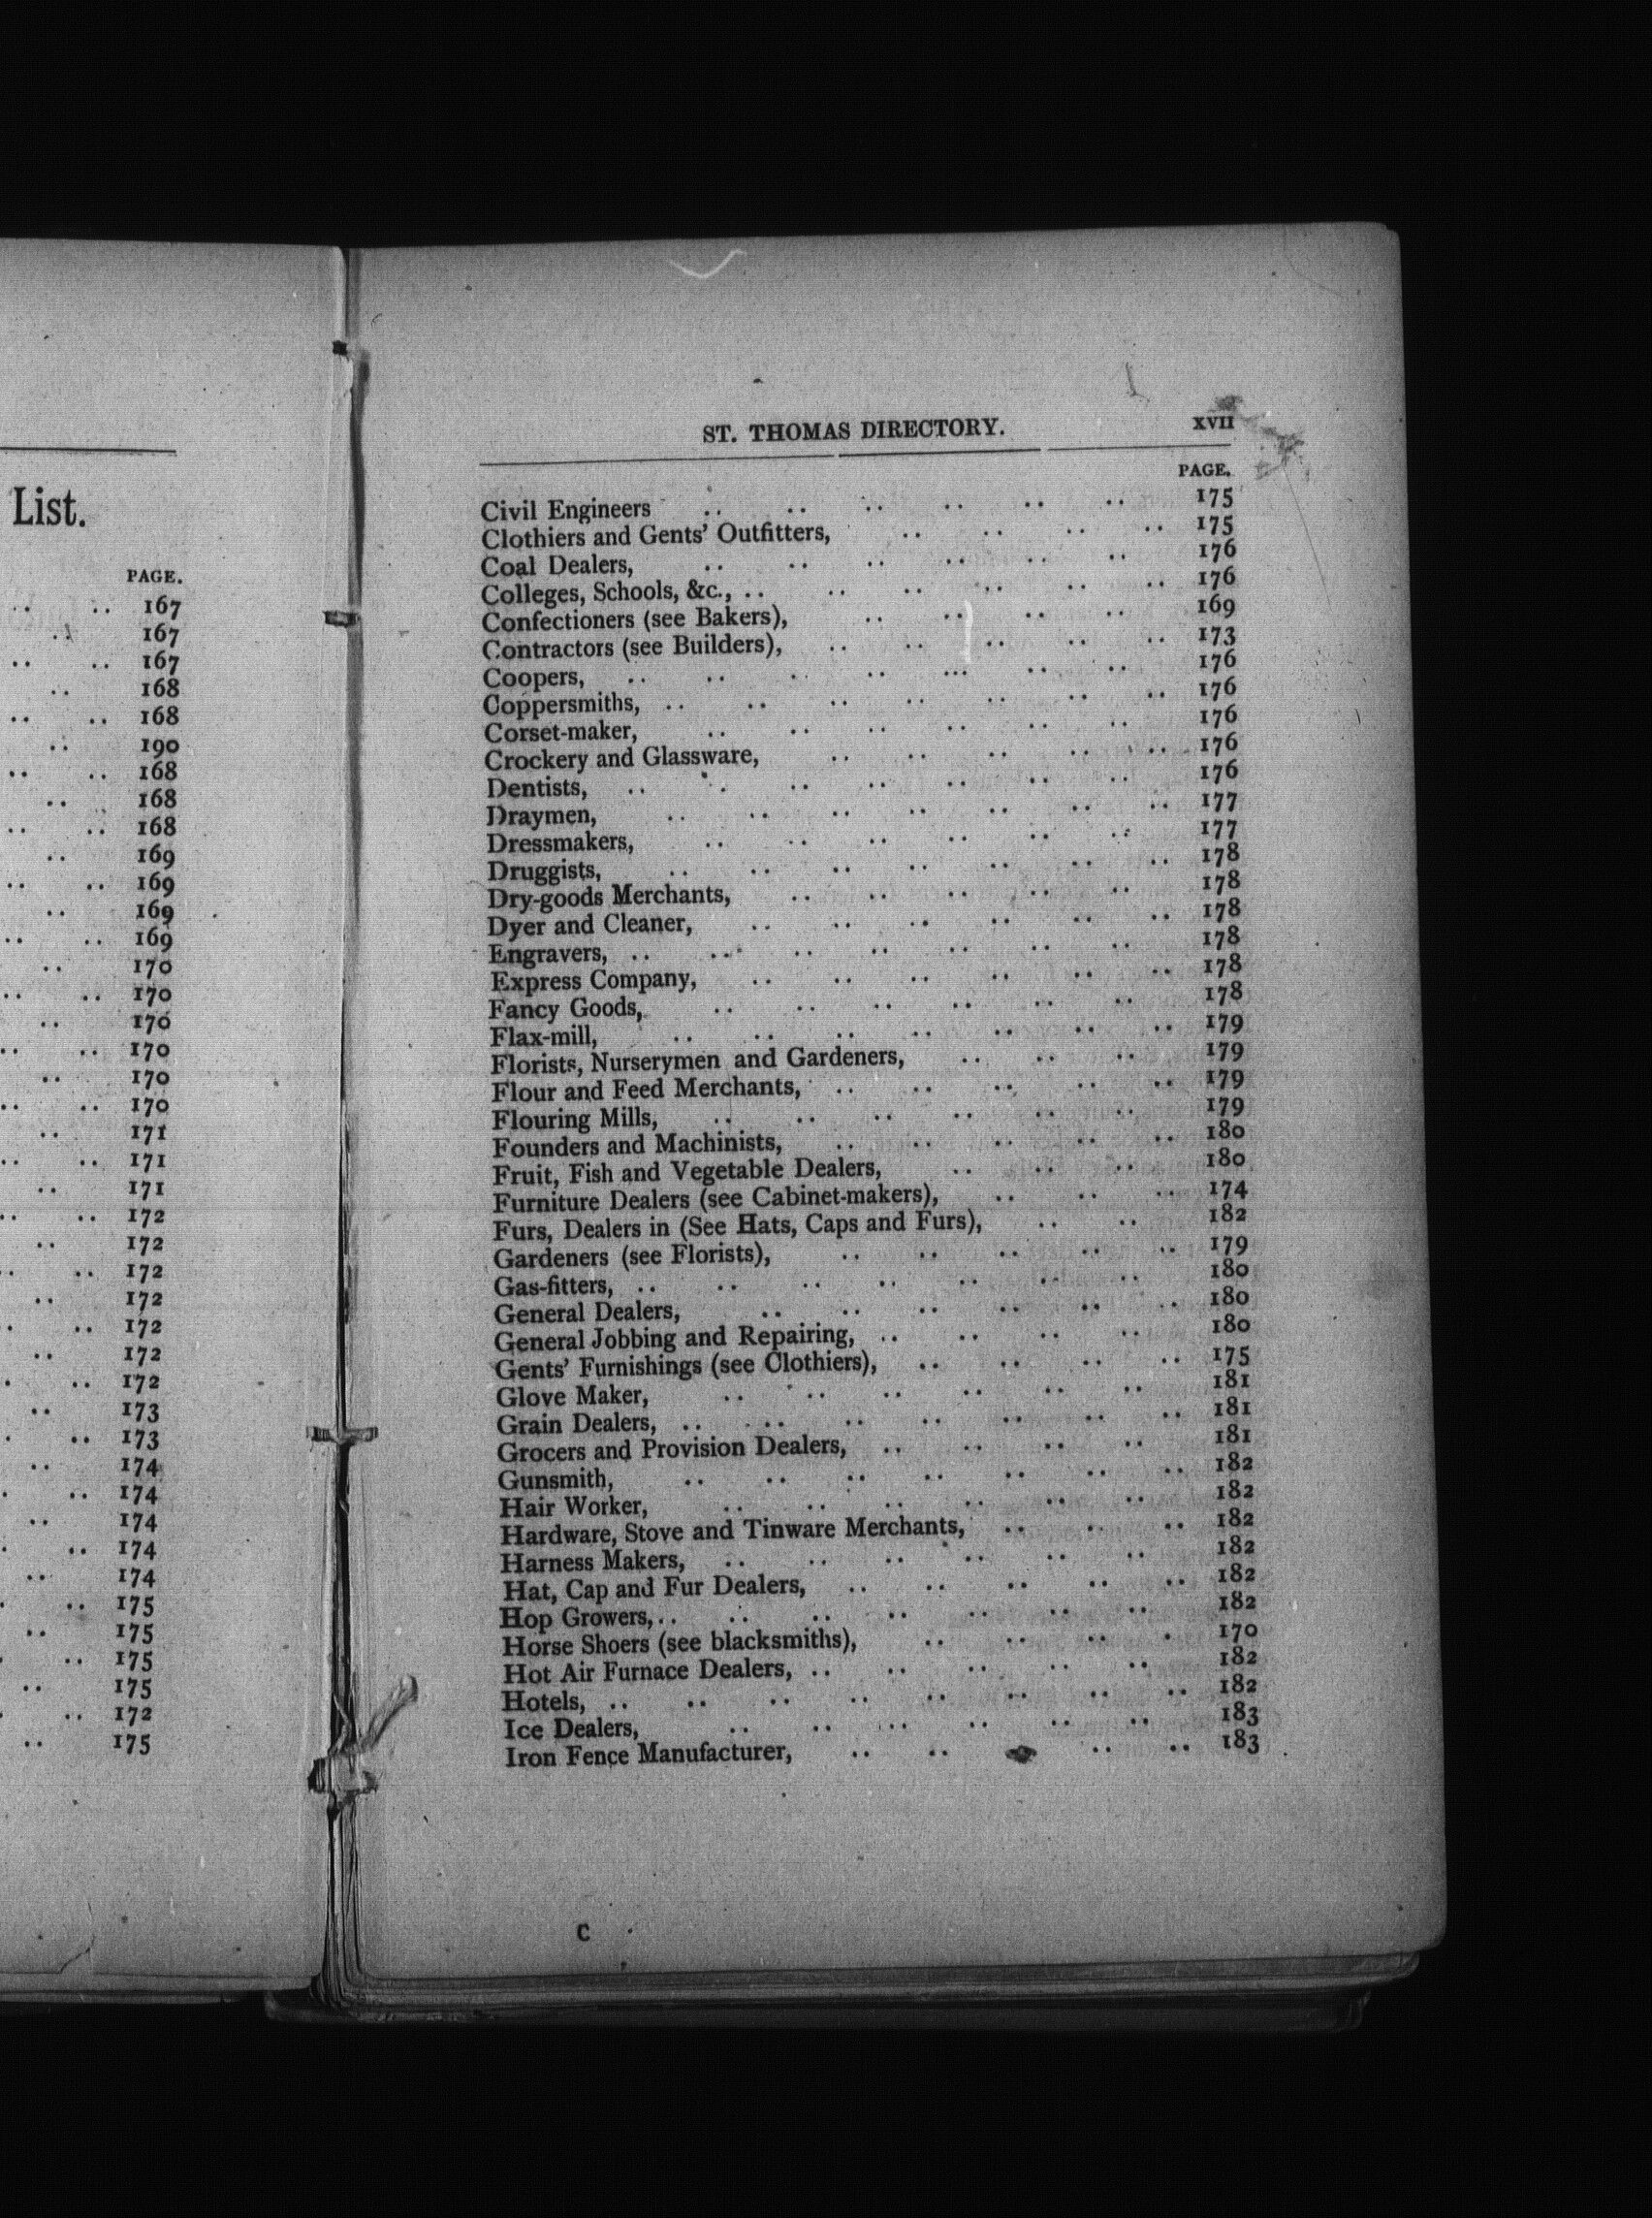 List.
PAGE.
.. .. 167
.. 167
.. .. 167
.. 168
.. .. 168
.. 190
.. .. 168
.. 168
.. .. 168
.. 169
.. .. 169
.. 169
.. .. 169
.. 170
.. .. 170
.. 170
.. .. 170
.. 170
.. .. 170
.. 171
.. .. 171
.. 171
.. .. 172
.. 172
.. .. 172
.. 172
.. .. 172
.. 172
.. .. 172
.. 173
.. .. 173
.. 174
.. .. 174
.. 174
.. .. 174
.. 174
.. .. 175
.. 175
.. .. 175
.. 175
.. .. 172
.. 175
ST. THOMAS DIRECTORY. XVII
PAGE.
Civil Engineers .. .. .. .. .. .. 175
Clothiers and Gents' Outfitters, .. .. .. .. 175
Coal Dealers, .. .. .. .. .. .. 176
Colleges, Schools, &c., .. .. .. .. .. .. 176
Confectioners (see Bakers), .. .. .. .. 169
Contractors (see Builders), .. .. .. .. .. 173
Coopers, .. .. .. .. ... .. .. 176
Coppersmiths, .. .. .. .. .. .. .. 176
Corset-maker, .. .. .. .. .. .. 176
Crockery and Glassware, .. .. .. .. .. 176
Dentists, .. .. .. .. .. .. .. 176
Draymen, .. .. .. .. .. .. .. 177
Dressmakers, .. .. .. .. .. .. 177
Druggists, .. .. .. .. .. .. .. 178
Dry-goods Merchants, .. .. .. .. .. 178
Dyer and Cleaner, .. .. .. .. .. .. 178
Engravers, .. .. .. .. .. .. .. 178
Express Company, .. .. .. .. .. .. 178
Fancy Goods, .. .. .. .. .. .. 178
Flax-mill, .. .. .. .. .. .. .. 179
Florists, Nurserymen and Gardeners, .. .. .. 179
Flour and Feed Merchants, .. .. .. .. .. 179
Flouring Mills, .. .. .. .. .. .. 179
Founders and Machinists, .. .. .. .. .. 180
Fruit, Fish and Vegetable Dealers, .. .. .. 180
Furniture Dealers (see Cabinet-makers), .. .. .. 174
Furs, Dealers in (See Hats, Caps and Furs), .. .. 182
Gardeners (see Florists), .. .. .. .. .. 179
Gas-fitters, .. .. .. .. .. .. .. 180
General Dealers, .. .. .. .. .. .. 180
General Jobbing and Repairing, .. .. .. .. 180
Gents' Furnishings (see Clothiers), .. .. .. .. 175
Glove Maker, .. .. .. .. .. .. 181
Grain Dealers, .. .. .. .. .. .. .. 181
Grocers and Provision Dealers, .. .. .. .. 181
Gunsmith, .. .. .. .. .. .. .. 182
Hair Worker, .. .. .. .. .. .. 182
Hardware, Stove and Tinware Merchants, .. .. .. 182
Harness Makers, .. .. .. .. .. .. 182
Hat, Cap and Fur Dealers, .. .. .. .. .. 182
Hop Growers, .. .. .. .. .. .. .. 182
Horse Shoers (see blacksmiths), .. .. .. . 170
Hot Air Furnace Dealers, .. .. .. .. .. 182
Hotels, .. .. .. .. .. .. .. .. 182
Ice Dealers, .. .. .. .. .. .. 183
Iron Fence Manufacturer, .. .. .. .. 183
C